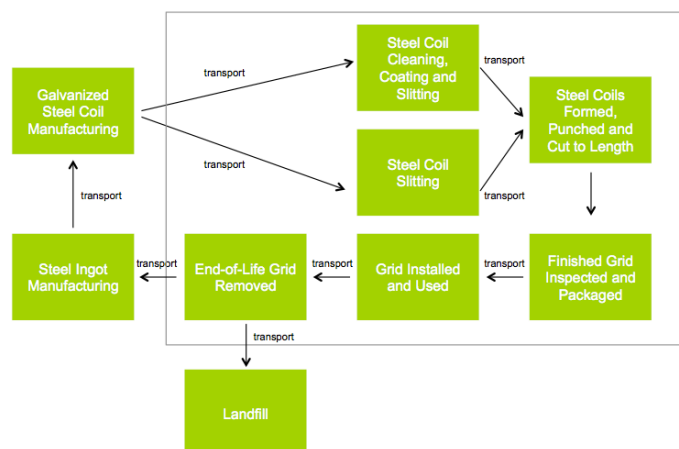 Steel Coil
Cleaning,
Coating and
Slitting
transport
transport
Galvanized
Steel Coil
Manufacturing
Steel Coils
Formed,
Punched and
Cut to Length
transport
Steel Coil
Slitting
transport
transport
Steel Ingot
Manufacturing
transport
End-of-Life Grid
Removed
transport
Grid Installed
and Used
transport
Finished Grid
Inspected and
Packaged
transport
Landfill